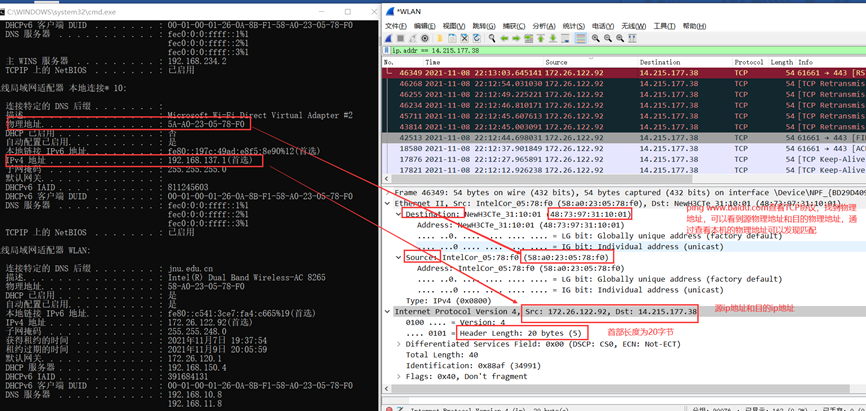 C:\WINDOWS\system32\cmd.exe
DHCPv6 客户端 DUID . . . . . . . : 00-01-00-01-26-0A-8B-F1-58-A0-23-05-78-F0
DNS 服务器 . . . . . . . . . . . : fec0:0:0:ffff::1%1
fec0:0:0:ffff::2%1
fec0:0:0:ffff::3%1
主 WINS 服务器 . . . . . . . . . : 192.168.234.2
TCPIP 上的 NetBIOS . . . . . . . : 已启用
线局域网适配器 本地连接* 10:
连接特定的 DNS 后缀 . . . . . . . :
描述. . . . . . . . . . . . . . . : Microsoft Wi-Fi Direct Virtual Adapter #2
物理地址. . . . . . . . . . . . . : 5A-A0-23-05-78-F0
DHCP 已启用 . . . . . . . . . . . : 否
自动配置已启用. . . . . . . . . . : 是
本地链接 IPv6 地址. . . . . . . . : fe80::197c:49ad:e8f5:8e90%12(首选)
IPv4 地址 . . . . . . . . . . . . : 192.168.137.1(首选)
子网掩码 . . . . . . . . . . . . : 255.255.255.0
默认网关. . . . . . . . . . . . . :
DHCPv6 IAID . . . . . . . . . . . : 811245603
DHCPv6 客户端 DUID . . . . . . . : 00-01-00-01-26-0A-8B-F1-58-A0-23-05-78-F0
DNS 服务器 . . . . . . . . . . . : fec0:0:0:ffff::1%1
fec0:0:0:ffff::2%1
fec0:0:0:ffff::3%1
TCPIP 上的 NetBIOS . . . . . . . : 已启用
线局域网适配器 WLAN:
连接特定的 DNS 后缀 . . . . . . . : jnu.edu.cn
描述. . . . . . . . . . . . . . . : Intel(R) Dual Band Wireless-AC 8265
物理地址. . . . . . . . . . . . . : 58-A0-23-05-78-F0
DHCP 已启用 . . . . . . . . . . . : 是
自动配置已启用. . . . . . . . . . : 是
本地链接 IPv6 地址. . . . . . . . : fe80::c541:3ce7:fa4:c665%19(首选)
IPv4 地址 . . . . . . . . . . . . : 172.26.122.92(首选)
子网掩码 . . . . . . . . . . . . : 255.255.248.0
获得租约的时间 . . . . . . . . . : 2021年11月7日 19:37:54
租约过期的时间 . . . . . . . . . : 2021年11月9日 20:05:59
默认网关. . . . . . . . . . . . . : 172.26.120.1
DHCP 服务器 . . . . . . . . . . . : 192.168.150.4
DHCPv6 IAID . . . . . . . . . . . : 391684131
DHCPv6 客户端 DUID . . . . . . . : 00-01-00-01-26-0A-8B-F1-58-A0-23-05-78-F0
DNS 服务器 . . . . . . . . . . . : 192.168.10.8
192.168.11.8
*WLAN
文件(F) 编辑(E) 视图(V) 跳转(G) 捕获(C) 分析(A) 统计(S) 电话(Y) 无线(W) 工具(T) 帮助(H)
ip.addr == 14.215.177.38
No. Time Source Destination Protocol Length Info
46349 2021-11-08 22:13:03.645141 172.26.122.92 14.215.177.38 TCP 54 61661 → 443 [RS
46268 2021-11-08 22:12:54.031030 172.26.122.92 14.215.177.38 TCP 54 [TCP Retransmis
46255 2021-11-08 22:12:49.225221 172.26.122.92 14.215.177.38 TCP 54 [TCP Retransmis
46234 2021-11-08 22:12:46.810171 172.26.122.92 14.215.177.38 TCP 54 [TCP Retransmis
45711 2021-11-08 22:12:45.607613 172.26.122.92 14.215.177.38 TCP 54 [TCP Retransmis
43814 2021-11-08 22:12:45.003091 172.26.122.92 14.215.177.38 TCP 54 [TCP Retransmis
42513 2021-11-08 22:12:44.698031 172.26.122.92 14.215.177.38 TCP 54 61661 → 443 [FI
18580 2021-11-08 22:12:37.901849 172.26.122.92 14.215.177.38 TCP 54 61661 → 443 [AC
17876 2021-11-08 22:12:27.965891 172.26.122.92 14.215.177.38 TCP 54 [TCP Keep-Alive
17821 2021-11-08 22:12:12.926238 172.26.122.92 14.215.177.38 TCP 54 [TCP Keep-Alive
Frame 46349: 54 bytes on wire (432 bits), 54 bytes captured (432 bits) on interface \Device\NPF_{BD29D409
Ethernet II, Src: IntelCor_05:78:f0 (58:a0:23:05:78:f0), Dst: NewH3CTe_31:10:01 (48:73:97:31:10:01)
ping www.baidu.com查看TCP协议，找到物理
地址，可以看到源物理地址和目的物理地址，通
过查看本机的物理地址可以发现匹配
Destination: NewH3CTe_31:10:01 (48:73:97:31:10:01)
Address: NewH3CTe_31:10:01 (48:73:97:31:10:01)
.... ..0. .... .... .... .... = LG bit: Globally unique address (factory default)
.... ...0 .... .... .... .... = IG bit: Individual address (unicast)
Source: IntelCor_05:78:f0 (58:a0:23:05:78:f0)
Address: IntelCor_05:78:f0 (58:a0:23:05:78:f0)
.... ..0. .... .... .... .... = LG bit: Globally unique address (factory default)
.... ...0 .... .... .... .... = IG bit: Individual address (unicast)
Type: IPv4 (0x0800)
Internet Protocol Version 4, Src: 172.26.122.92, Dst: 14.215.177.38
源ip地址和目的ip地址
0100 .... = Version: 4
.... 0101 = Header Length: 20 bytes (5)
首部长度为20字节
Differentiated Services Field: 0x00 (DSCP: CS0, ECN: Not-ECT)
Total Length: 40
Identification: 0x88af (34991)
Flags: 0x40, Don't fragment